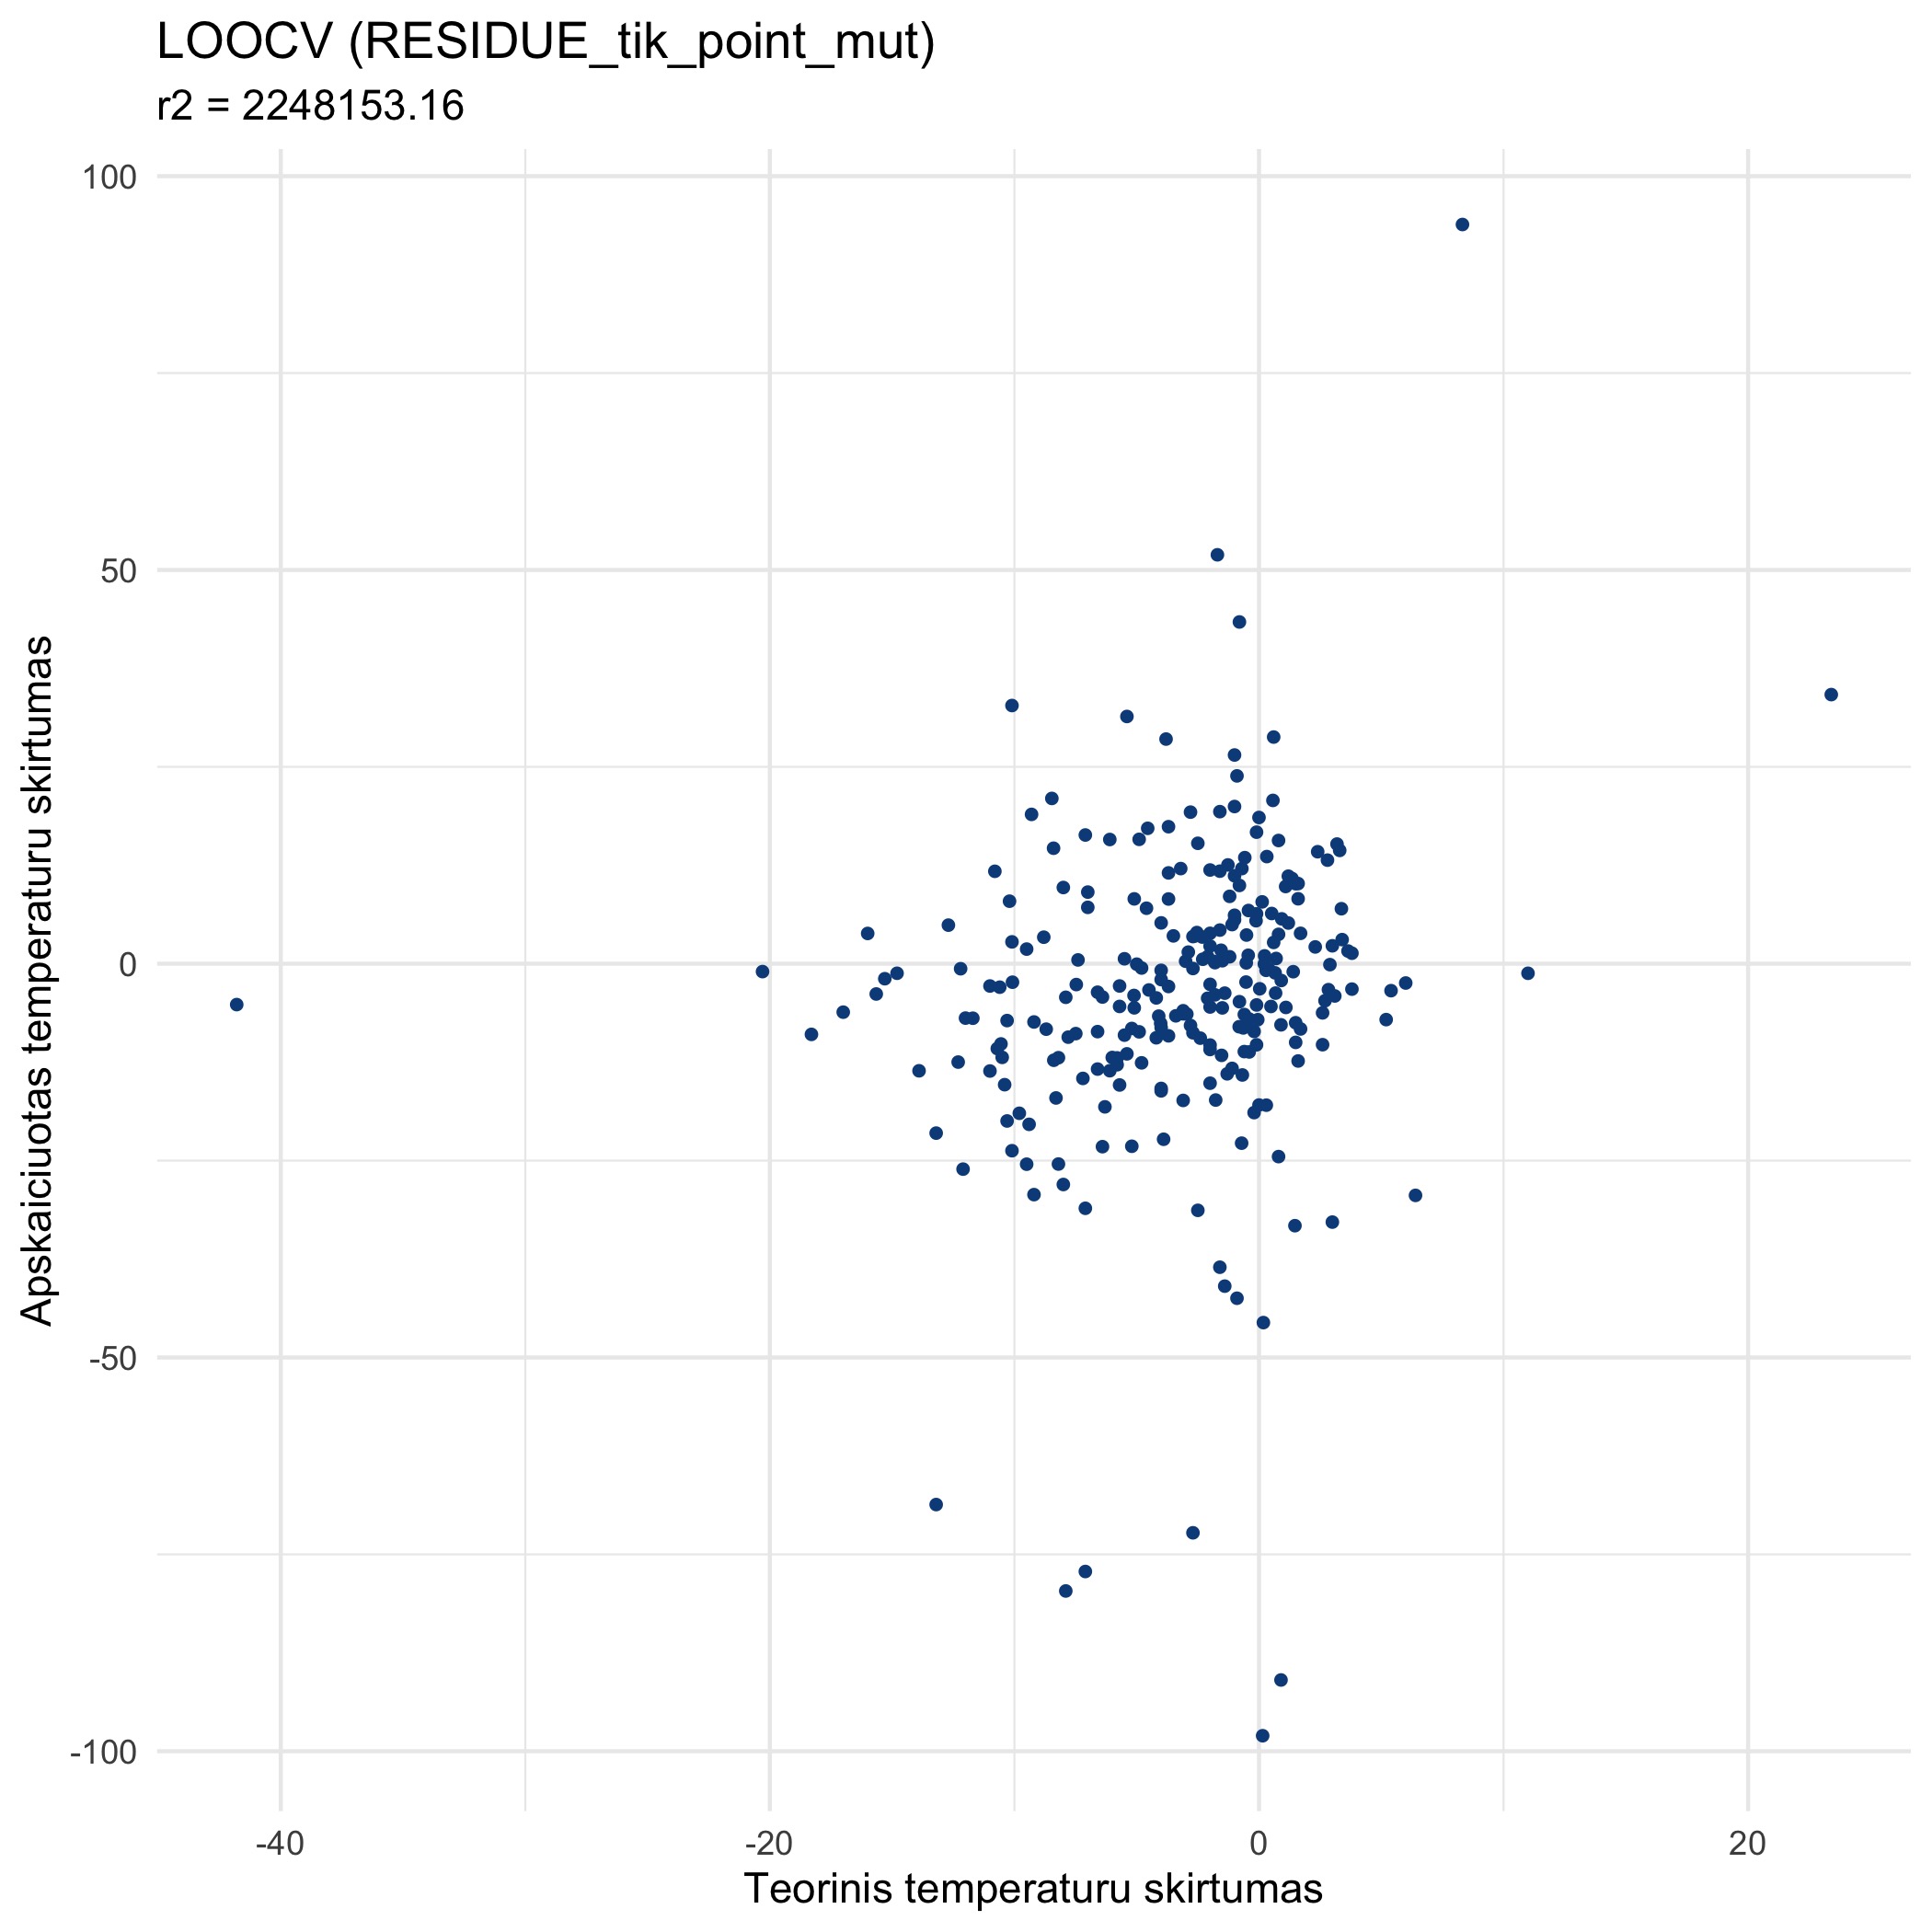 LOOCV (RESIDUE_tik_point_mut)
r2 = 2248153.16
100
50
0
-50
-100
Apskaiciuotas temperaturu skirtumas
-40
-20
0
20
Teorinis temperaturu skirtumas